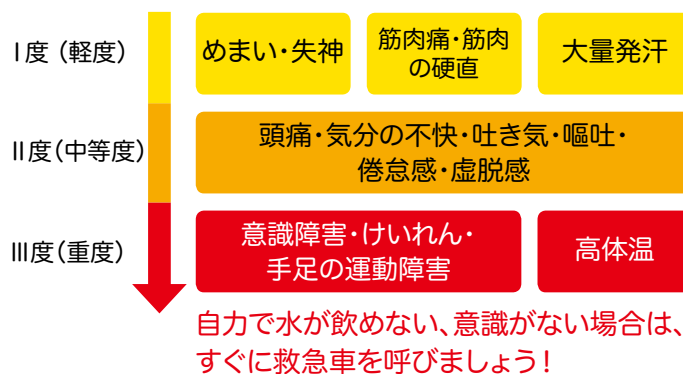 Ⅰ度（軽度）
めまい・失神
筋肉痛・筋肉
の硬直
大量発汗
Ⅱ度（中等度）
頭痛・気分の不快・吐き気・嘔吐・
倦怠感・虚脱感
Ⅲ度（重度）
意識障害・けいれん・
手足の運動障害
高体温
自力で水が飲めない、意識がない場合は、
すぐに救急車を呼びましょう！